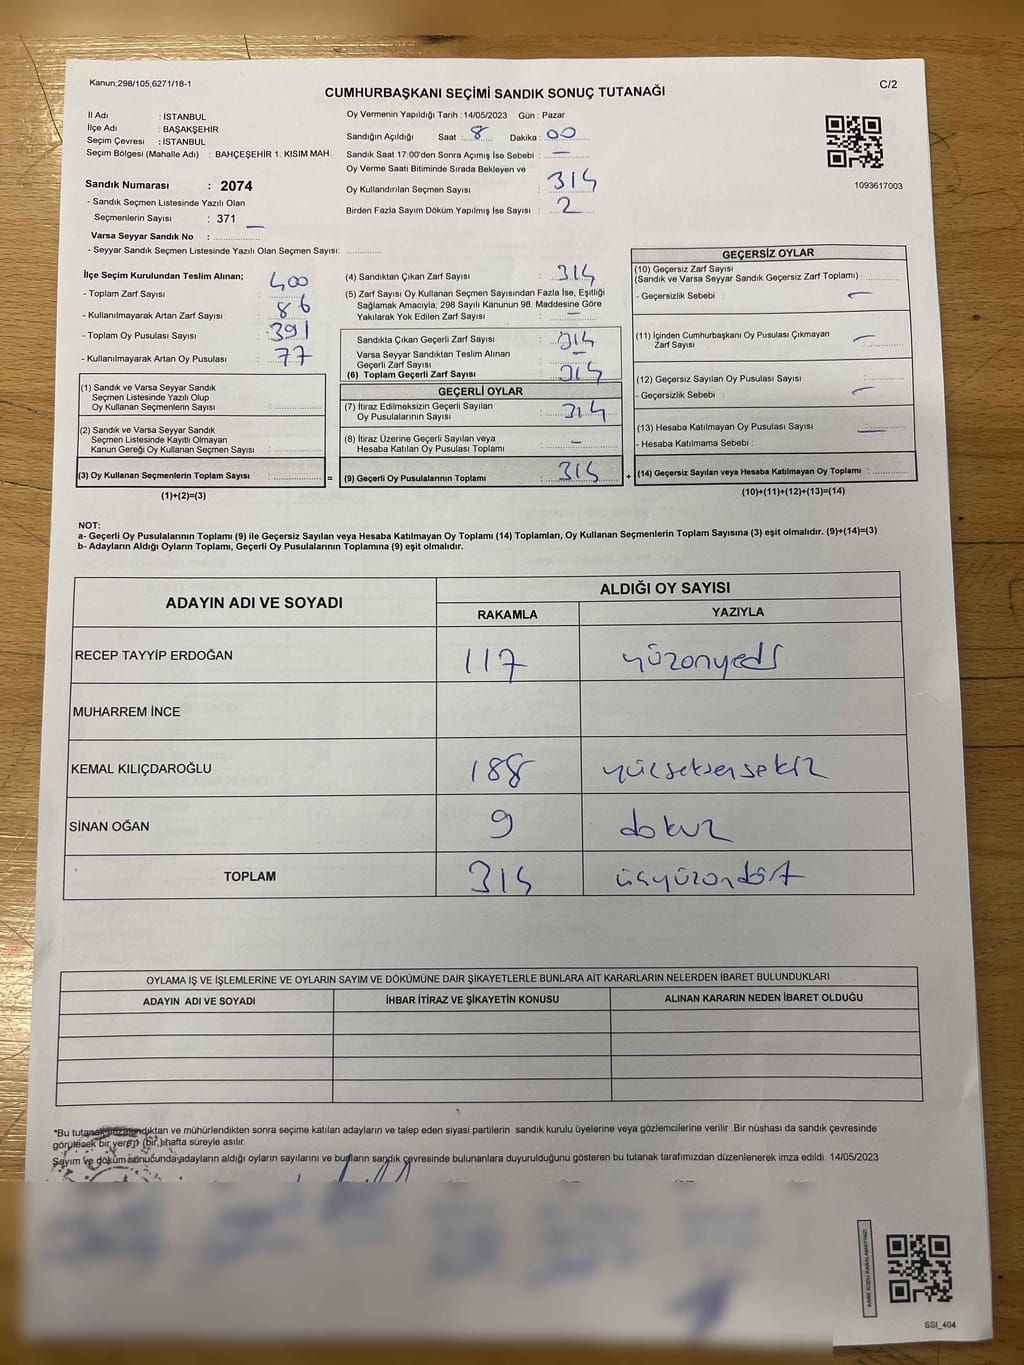 Kanun;298/105,6271/18-1
C/2
CUMHURBAŞKANI SEÇİMİ SANDIK SONUÇ TUTANAĞI
İl Adı : İSTANBUL
İlçe Adı : BAŞAKŞEHİR
Seçim Çevresi : İSTANBUL
Seçim Bölgesi (Mahalle Adı) : BAHÇEŞEHİR 1. KISIM MAH.
Sandık Numarası : 2074
- Sandık Seçmen Listesinde Yazılı Olan
Seçmenlerin Sayısı : 371
Varsa Seyyar Sandık No : —
- Seyyar Sandık Seçmen Listesinde Yazılı Olan Seçmen Sayısı:
Oy Vermenin Yapıldığı Tarih :14/05/2023 Gün : Pazar
Sandığın Açıldığı Saat : 8 Dakika : 00
Sandık Saat 17:00'den Sonra Açımış İse Sebebi : —
Oy Verme Saati Bitiminde Sırada Bekleyen ve
Oy Kullandırılan Seçmen Sayısı : 314
Birden Fazla Sayım Döküm Yapılmış İse Sayısı : 2
1093617003
İlçe Seçim Kurulundan Teslim Alınan;
- Toplam Zarf Sayısı : 400
- Kullanılmayarak Artan Zarf Sayısı : 86
- Toplam Oy Pusulası Sayısı : 391
- Kullanılmayarak Artan Oy Pusulası : 77
(1) Sandık ve Varsa Seyyar Sandık
Seçmen Listesinde Yazılı Olup
Oy Kullanan Seçmenlerin Sayısı :
(2) Sandık ve Varsa Seyyar Sandık
Seçmen Listesinde Kayıtlı Olmayan
Kanun Gereği Oy Kullanan Seçmen Sayısı :
(3) Oy Kullanan Seçmenlerin Toplam Sayısı :
(1)+(2)=(3)
=
(4) Sandıktan Çıkan Zarf Sayısı : 314
(5) Zarf Sayısı Oy Kullanan Seçmen Sayısından Fazla İse, Eşitliği
Sağlamak Amacıyla; 298 Sayılı Kanunun 98. Maddesine Göre
Yakılarak Yok Edilen Zarf Sayısı : —
Sandıkta Çıkan Geçerli Zarf Sayısı : 314
Varsa Seyyar Sandıktan Teslim Alınan
Geçerli Zarf Sayısı : —
(6) Toplam Geçerli Zarf Sayısı : 314
GEÇERLİ OYLAR
(7) İtiraz Edilmeksizin Geçerli Sayılan
Oy Pusulalarının Sayısı : 314
(8) İtiraz Üzerine Geçerli Sayılan veya
Hesaba Katılan Oy Pusulası Toplamı : —
(9) Geçerli Oy Pusulalarının Toplamı : 314
+
GEÇERSİZ OYLAR
(10) Geçersiz Zarf Sayısı
(Sandık ve Varsa Seyyar Sandık Geçersiz Zarf Toplamı) :
- Geçersizlik Sebebi : —
(11) İçinden Cumhurbaşkanı Oy Pusulası Çıkmayan
Zarf Sayısı : —
(12) Geçersiz Sayılan Oy Pusulası Sayısı :
- Geçersizlik Sebebi : —
(13) Hesaba Katılmayan Oy Pusulası Sayısı : —
- Hesaba Katılmama Sebebi :
(14) Geçersiz Sayılan veya Hesaba Katılmayan Oy Toplamı :
(10)+(11)+(12)+(13)=(14)
NOT:
a- Geçerli Oy Pusulalarının Toplamı (9) ile Geçersiz Sayılan veya Hesaba Katılmayan Oy Toplamı (14) Toplamları, Oy Kullanan Seçmenlerin Toplam Sayısına (3) eşit olmalıdır. (9)+(14)=(3)
b- Adayların Aldığı Oyların Toplamı, Geçerli Oy Pusulalarının Toplamına (9) eşit olmalıdır.
ADAYIN ADI VE SOYADI
ALDIĞI OY SAYISI
RAKAMLA YAZIYLA
RECEP TAYYİP ERDOĞAN 117 yüzonyedi
MUHARREM İNCE
KEMAL KILIÇDAROĞLU 188 yükseksensekiz
SİNAN OĞAN 9 dokuz
TOPLAM 314 üçyüzondört
OYLAMA İŞ VE İŞLEMLERİNE VE OYLARIN SAYIM VE DÖKÜMÜNE DAİR ŞİKAYETLERLE BUNLARA AİT KARARLARIN NELERDEN İBARET BULUNDUKLARI
ADAYIN ADI VE SOYADI İHBAR İTİRAZ VE ŞİKAYETİN KONUSU ALINAN KARARIN NEDEN İBARET OLDUĞU
*Bu tutanak imzalandıktan ve mühürlendikten sonra seçime katılan adayların ve talep eden siyasi partilerin sandık kurulu üyelerine veya gözlemcilerine verilir .Bir nüshası da sandık çevresinde
görülecek bir yere 1 (bir ) hafta süreyle asılır.
Sayım ve döküm sonucunda adayların aldığı oyların sayılarını ve bunların sandık çevresinde bulunanlara duyurulduğunu gösteren bu tutanak tarafımızdan düzenlenerek imza edildi. 14/05/2023
KARE KODU KARALAMAYINIZ!
SSİ_404